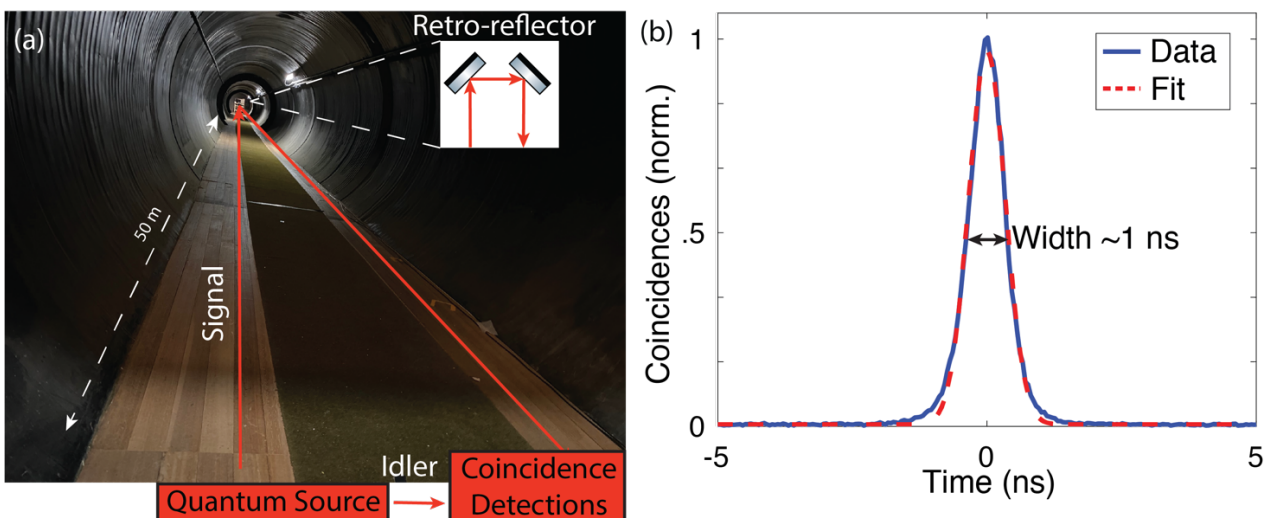 (a)
Retro-reflector
50 m
Signal
Idler
Quantum Source
Coincidence
Detections
(b)
1
.5
0
Coincidences (norm.)
Data
Fit
Width ~1 ns
-5
0
5
Time (ns)